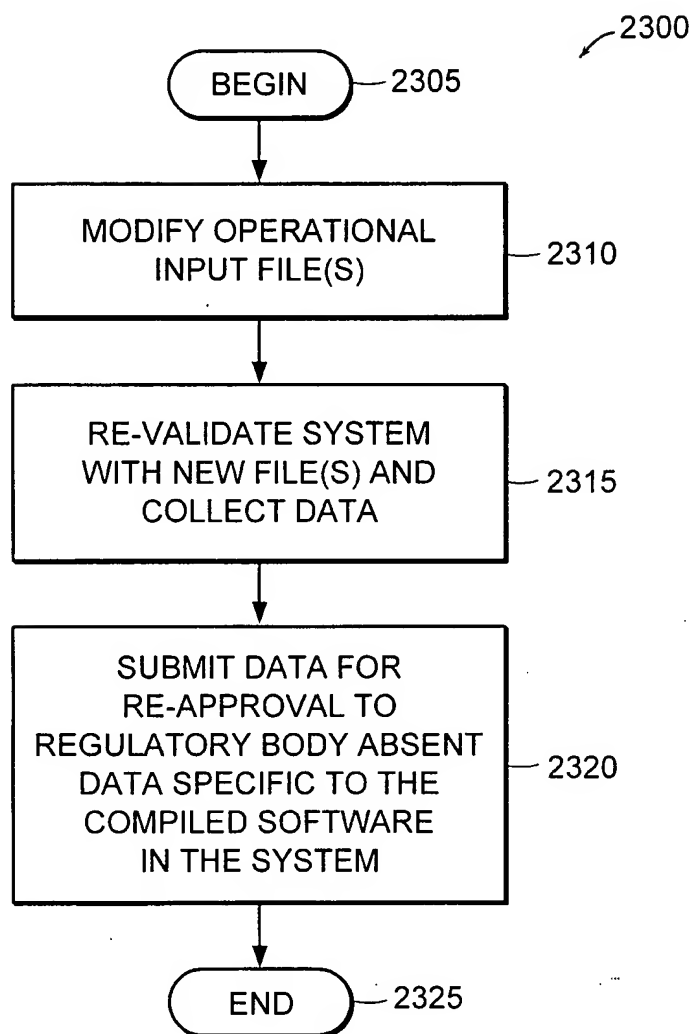 2300
BEGIN
2305
MODIFY OPERATIONAL
INPUT FILE(S)
2310
RE-VALIDATE SYSTEM
WITH NEW FILE(S) AND
COLLECT DATA
2315
SUBMIT DATA FOR
RE-APPROVAL TO
REGULATORY BODY ABSENT
DATA SPECIFIC TO THE
COMPILED SOFTWARE
IN THE SYSTEM
2320
END
2325